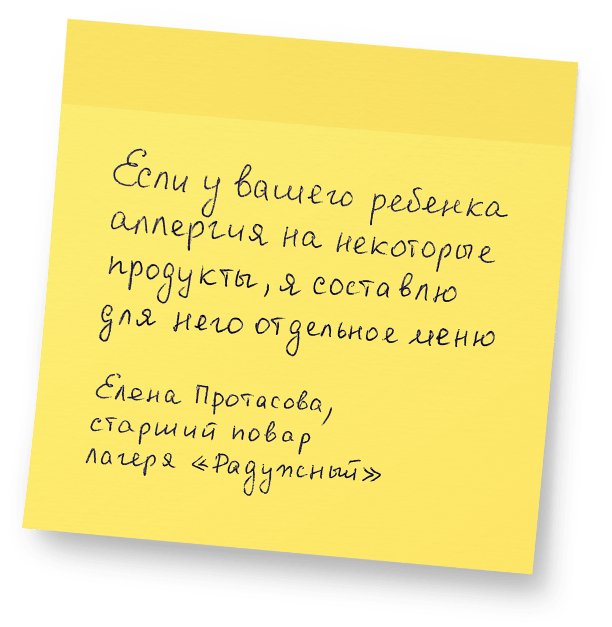 Если у вашего ребенка
аллергия на некоторые
продукты, я составлю
для него отдельное меню
Елена Протасова,
старший повар
лагеря «Радужный»